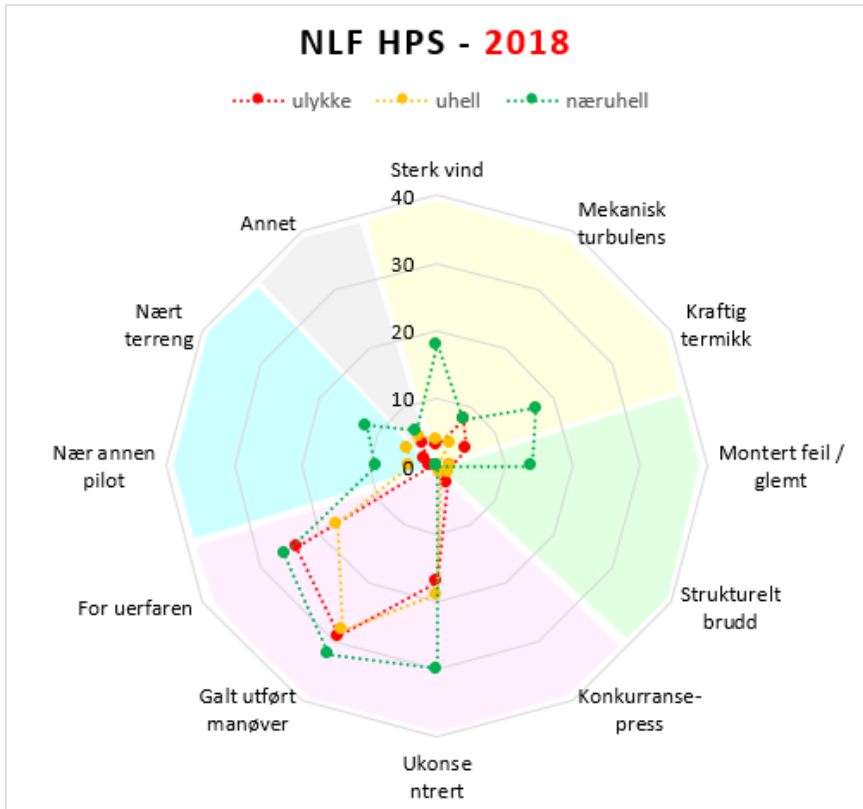 NLF HPS - 2018
ulykke
uhell
næruhell
Sterk vind
40
30
20
10
0
Mekanisk
turbulens
Kraftig
termikk
Montert feil /
glemt
Strukturelt
brudd
Konkurranse-
press
Ukonse
ntrert
Galt utført
manøver
For uerfaren
Nær annen
pilot
Nært
terreng
Annet